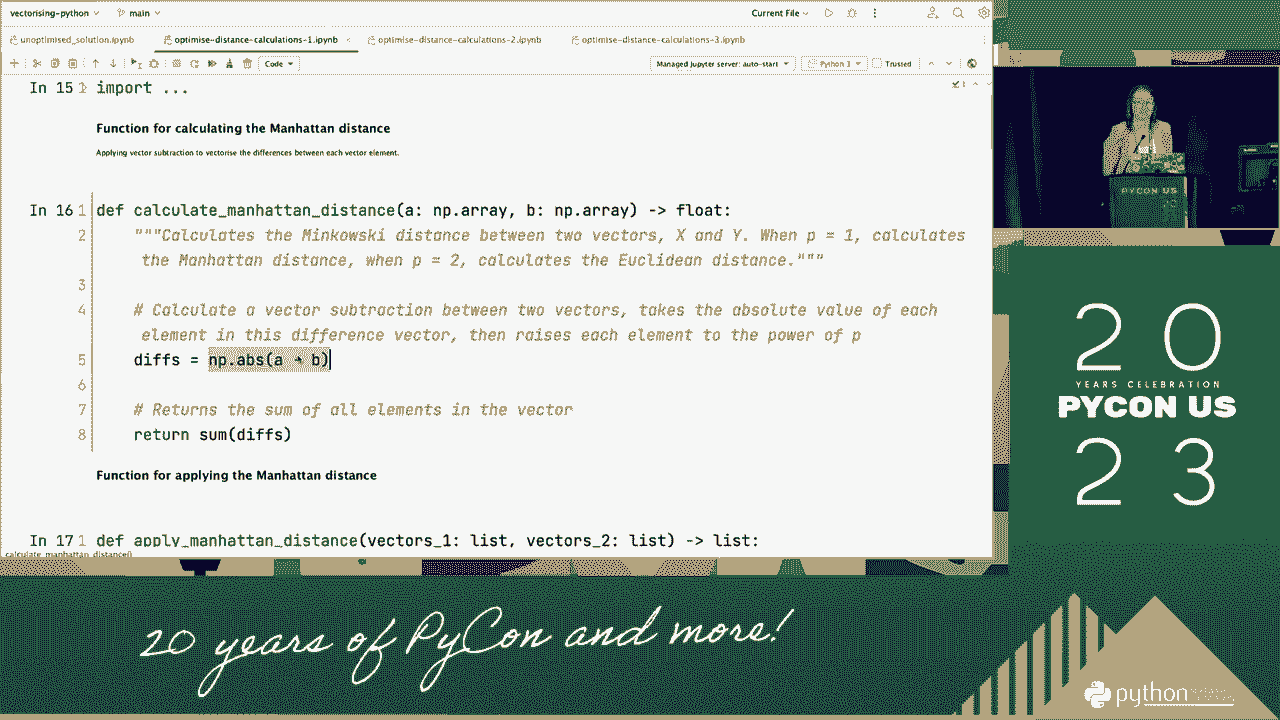 vectorising-python
main
Current File
unoptimised_solution.ipynb
optimise-distance-calculations-1.ipynb
optimise-distance-calculations-2.ipynb
optimise-distance-calculations-3.ipynb
Code
Managed Jupyter server: auto-start
Python 3
Trusted
In 15 1 import ...
Function for calculating the Manhattan distance
Applying vector subtraction to vectorise the differences between each vector element.
In 16 1 def calculate_manhattan_distance(a: np.array, b: np.array) -> float:
2 """Calculates the Minkowski distance between two vectors, X and Y. When p = 1, calculates
the Manhattan distance, when p = 2, calculates the Euclidean distance."""
3
4 # Calculate a vector subtraction between two vectors, takes the absolute value of each
element in this difference vector, then raises each element to the power of p
5 diffs = np.abs(a - b)
6
7 # Returns the sum of all elements in the vector
8 return sum(diffs)
Function for applying the Manhattan distance
In 17 1 def apply_manhattan_distance(vectors_1: list, vectors_2: list) -> list:
calculate_manhattan_distance()
PYCON US
20
YEARS CELEBRATION
PYCON US
23
20 years of PyCon and more!
python